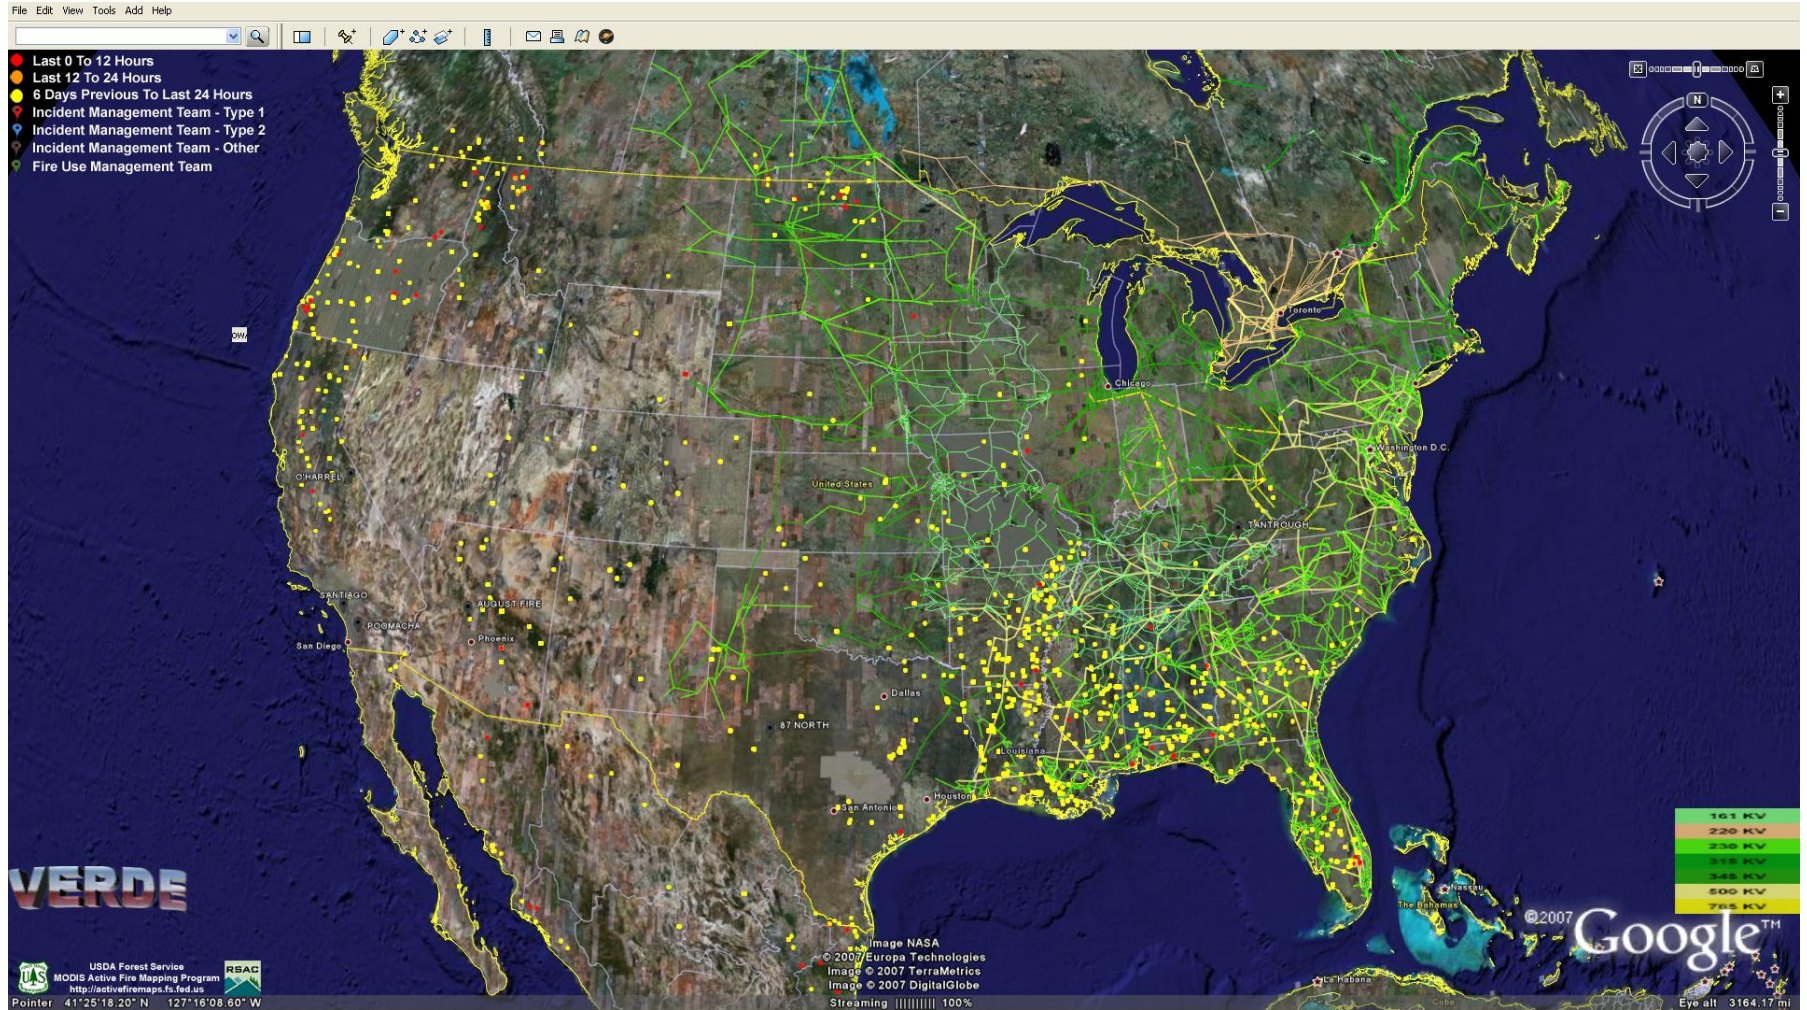 File Edit View Tools Add Help
Last 0 To 12 Hours
Last 12 To 24 Hours
6 Days Previous To Last 24 Hours
Incident Management Team - Type 1
Incident Management Team - Type 2
Incident Management Team - Other
Fire Use Management Team
N
Toronto
Chicago
Washington D.C.
O'HARREL
United States
TANTROUGH
SANTIAGO
AUGUST FIRE
POOMACHA
Phoenix
San Diego
Dallas
87 NORTH
Louisiana
Houston
San Antonio
161 KV
220 KV
230 KV
315 KV
345 KV
500 KV
765 KV
VERDE
Nassau
The Bahamas
©2007 Google™
Image NASA
© 2007 Europa Technologies
Image © 2007 TerraMetrics
Image © 2007 DigitalGlobe
UAS
USDA Forest Service
MODIS Active Fire Mapping Program
http://activefiremaps.fs.fed.us
RSAC
La Habana
Cuba
Pointer 41°25'18.20" N 127°16'08.60" W
Streaming |||||||||| 100%
Eye alt 3164.17 mi